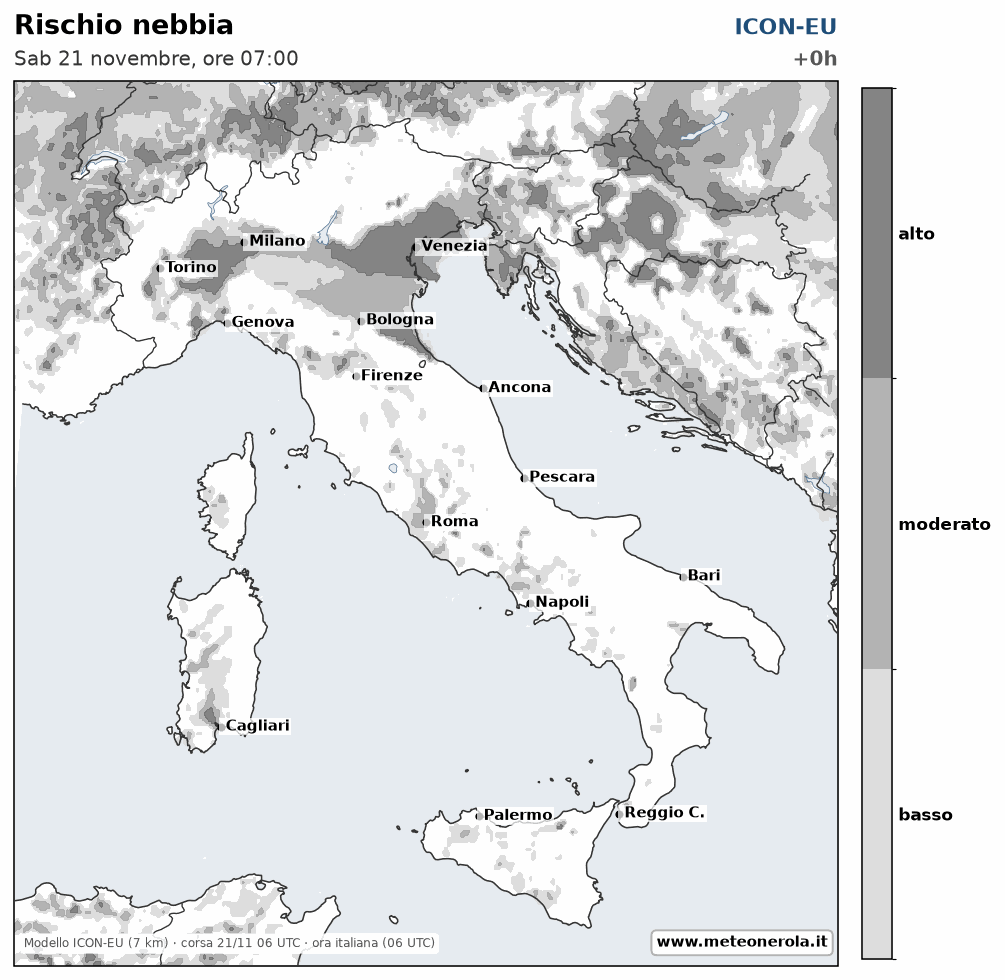 Rischio nebbia
ICON-EU
Sab 21 novembre, ore 07:00
+0h
alto
Milano
Venezia
Torino
Genova
Bologna
Firenze
Ancona
Pescara
Roma
moderato
Bari
Napoli
Cagliari
Reggio C.
Palermo
basso
Modello ICON-EU (7 km) · corsa 21/11 06 UTC · ora italiana (06 UTC)
www.meteonerola.it